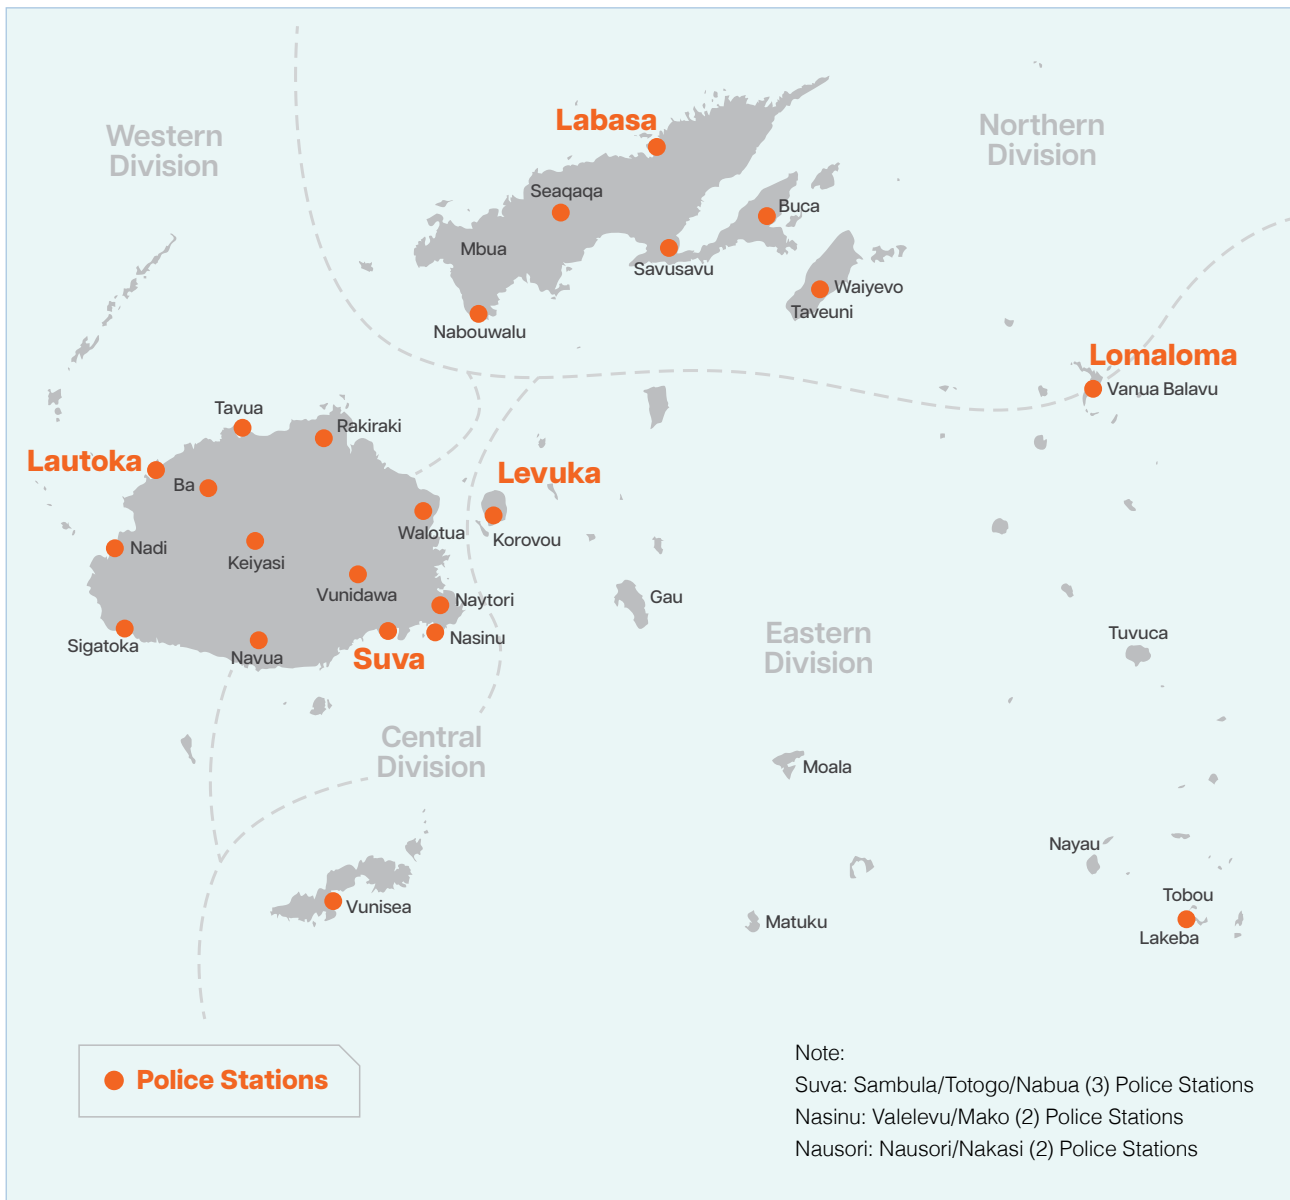 Western
Division
Labasa
Northern
Division
Seaqaqa
Buca
Mbua
Savusavu
Waiyevo
Taveuni
Nabouwalu
Lomaloma
Vanua Balavu
Tavua
Rakiraki
Lautoka
Levuka
Ba
Walotua
Korovou
Nadi
Keiyasi
Vunidawa
Naytori
Gau
Nasinu
Sigatoka
Navua
Suva
Eastern
Division
Tuvuca
Central
Division
Moala
Nayau
Tobou
Vunisea
Matuku
Lakeba
Police Stations
Note:
Suva: Sambula/Totogo/Nabua (3) Police Stations
Nasinu: Valelevu/Mako (2) Police Stations
Nausori: Nausori/Nakasi (2) Police Stations